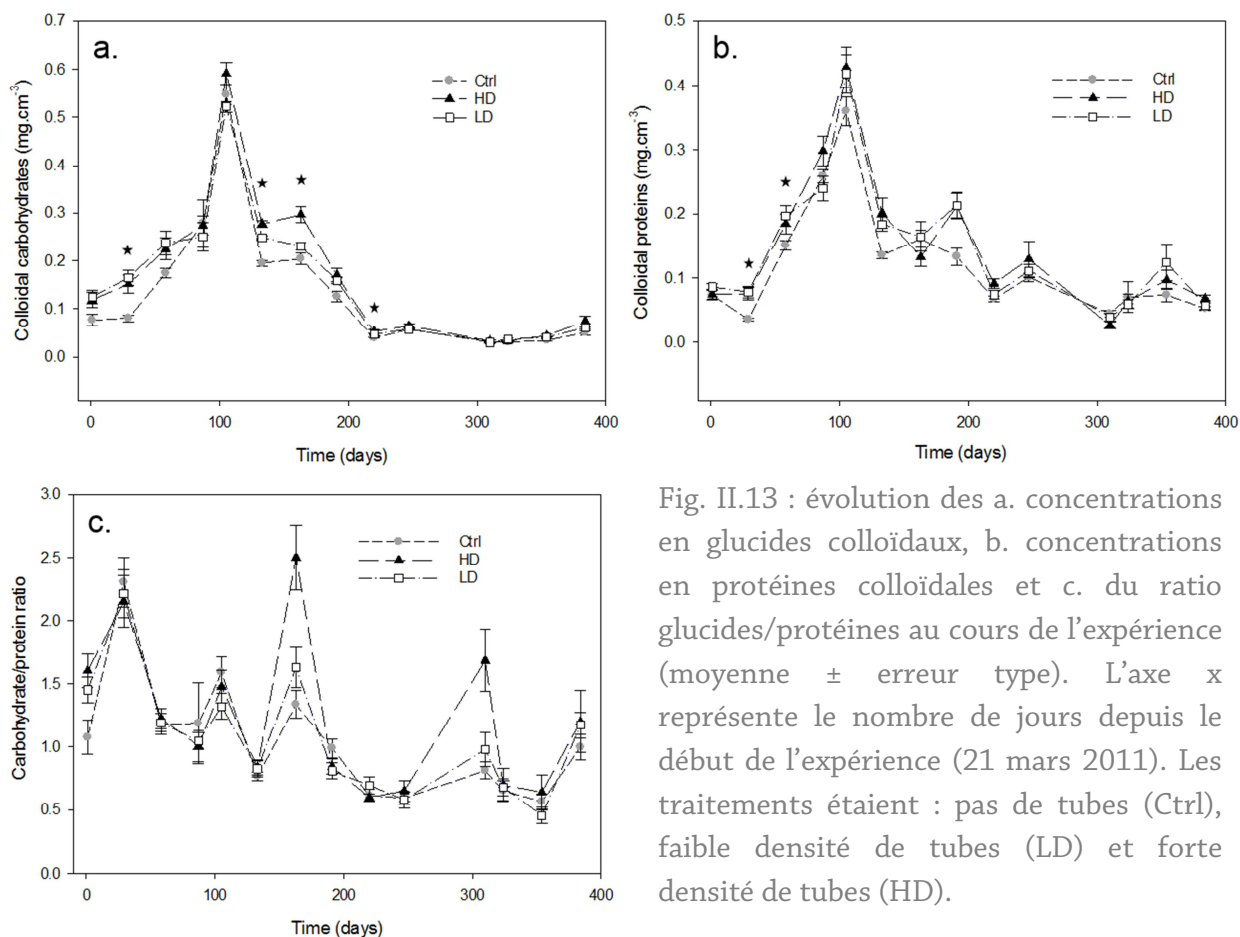 a.
Colloidal carbohydrates (mg.cm⁻³)
0.7
0.6
0.5
0.4
0.3
0.2
0.1
0.0
Ctrl
HD
LD
0 100 200 300 400
Time (days)
b.
Colloidal proteins (mg.cm⁻³)
0.5
0.4
0.3
0.2
0.1
0.0
Ctrl
HD
LD
0 100 200 300 400
Time (days)
c.
Carbohydrate/protein ratio
3.0
2.5
2.0
1.5
1.0
0.5
0.0
Ctrl
HD
LD
0 100 200 300 400
Time (days)
Fig. II.13 : évolution des a. concentrations
en glucides colloïdaux, b. concentrations
en protéines colloïdales et c. du ratio
glucides/protéines au cours de l’expérience
(moyenne ± erreur type). L’axe x
représente le nombre de jours depuis le
début de l’expérience (21 mars 2011). Les
traitements étaient : pas de tubes (Ctrl),
faible densité de tubes (LD) et forte
densité de tubes (HD).